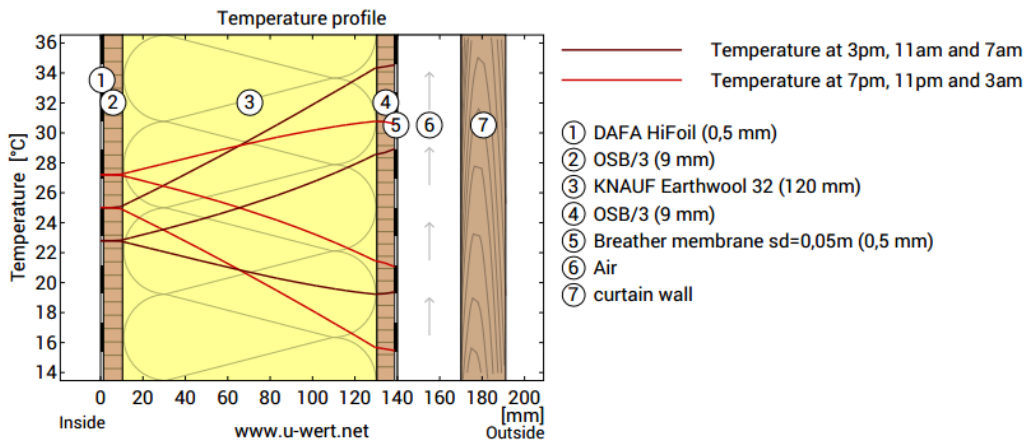 Temperature profile
Temperature [°C]
36
34
32
30
28
26
24
22
20
18
16
14
1
2
3
4
5
6
7
0 20 40 60 80 100 120 140 160 180 200
[mm]
Inside
www.u-wert.net
Outside
Temperature at 3pm, 11am and 7am
Temperature at 7pm, 11pm and 3am
1 DAFA HiFoil (0,5 mm)
2 OSB/3 (9 mm)
3 KNAUF Earthwool 32 (120 mm)
4 OSB/3 (9 mm)
5 Breather membrane sd=0,05m (0,5 mm)
6 Air
7 curtain wall